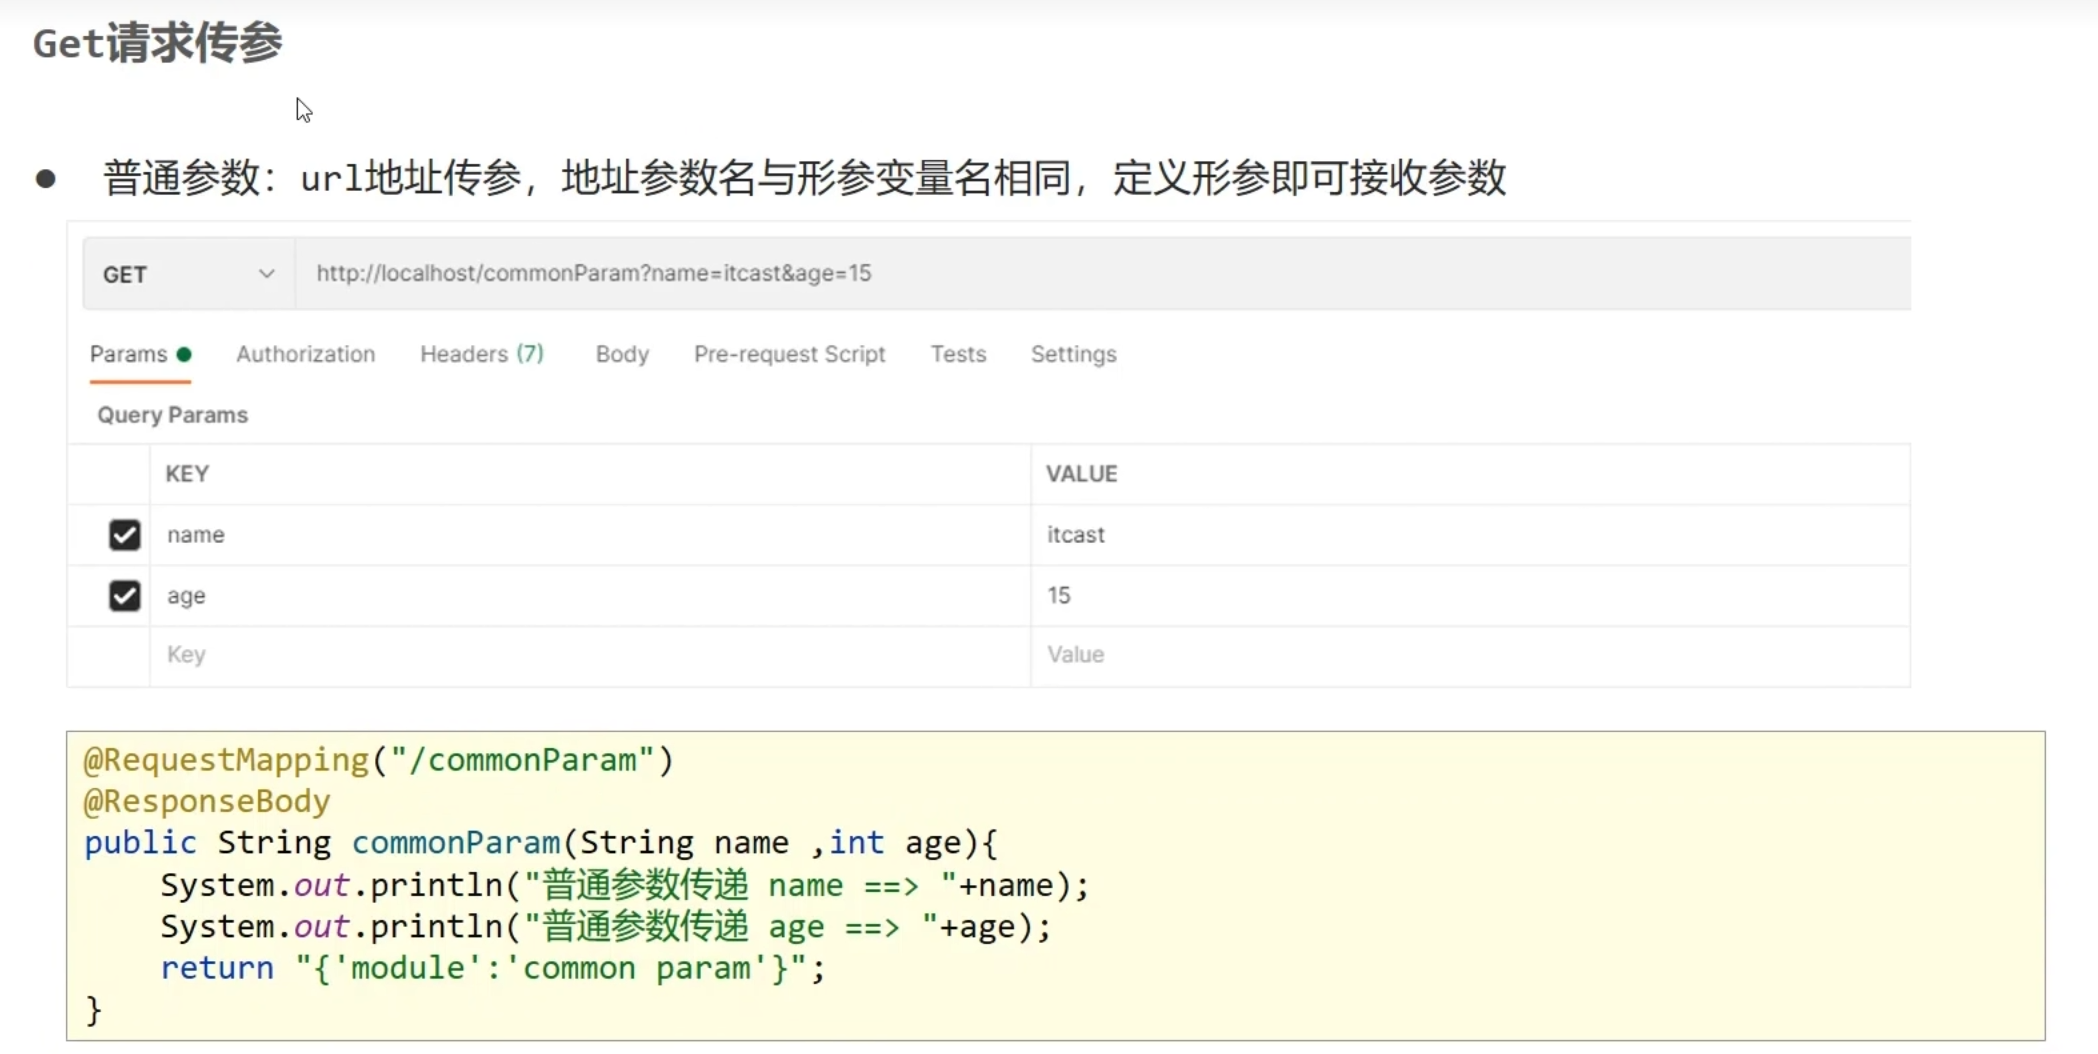 Get请求传参
● 普通参数：url地址传参，地址参数名与形参变量名相同，定义形参即可接收参数
GET http://localhost/commonParam?name=itcast&age=15
Params Authorization Headers (7) Body Pre-request Script Tests Settings
Query Params
KEY VALUE
name itcast
age 15
Key Value
@RequestMapping("/commonParam")
@ResponseBody
public String commonParam(String name ,int age){
    System.out.println("普通参数传递 name ==> "+name);
    System.out.println("普通参数传递 age ==> "+age);
    return "{'module':'common param'}";
}